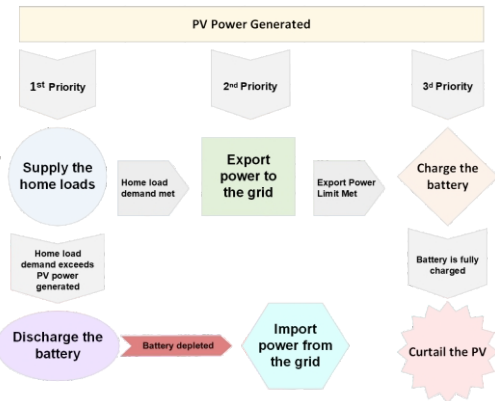 PV Power Generated
1st Priority
2nd Priority
3d Priority
Supply the
home loads
Home load
demand met
Export
power to
the grid
Export Power
Limit Met
Charge the
battery
Home load
demand exceeds
PV power
generated
Battery is fully
charged
Discharge the
battery
Battery depleted
Import
power from
the grid
Curtail the PV